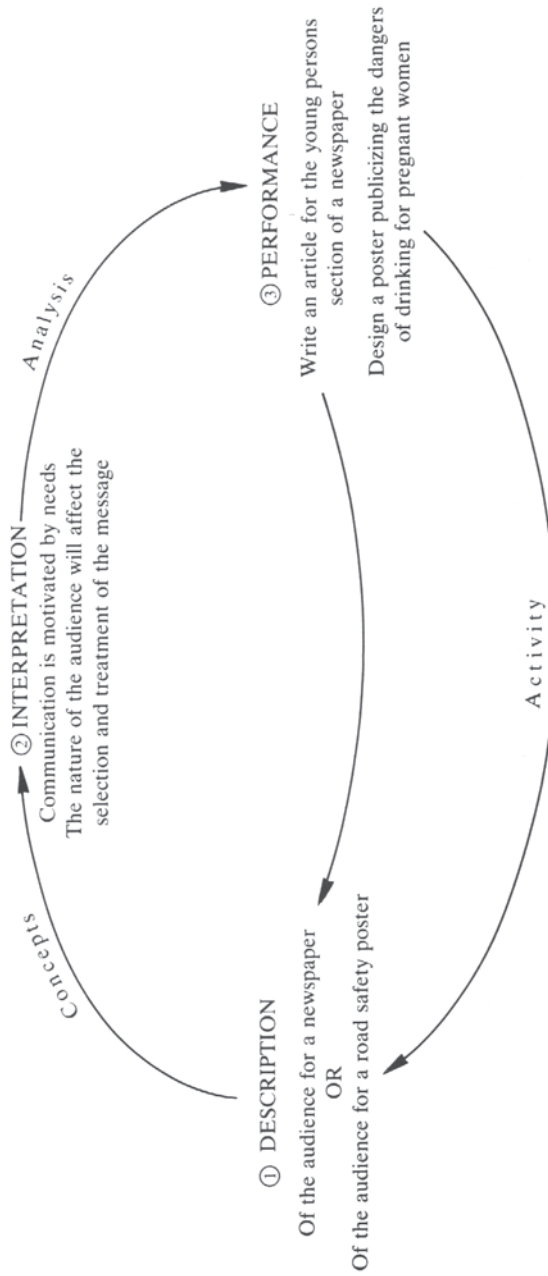 Concepts
Analysis
② INTERPRETATION
Communication is motivated by needs
The nature of the audience will affect the
selection and treatment of the message
① DESCRIPTION
Of the audience for a newspaper
OR
Of the audience for a road safety poster
③ PERFORMANCE
Write an article for the young persons
section of a newspaper
Design a poster publicizing the dangers
of drinking for pregnant women
Activity